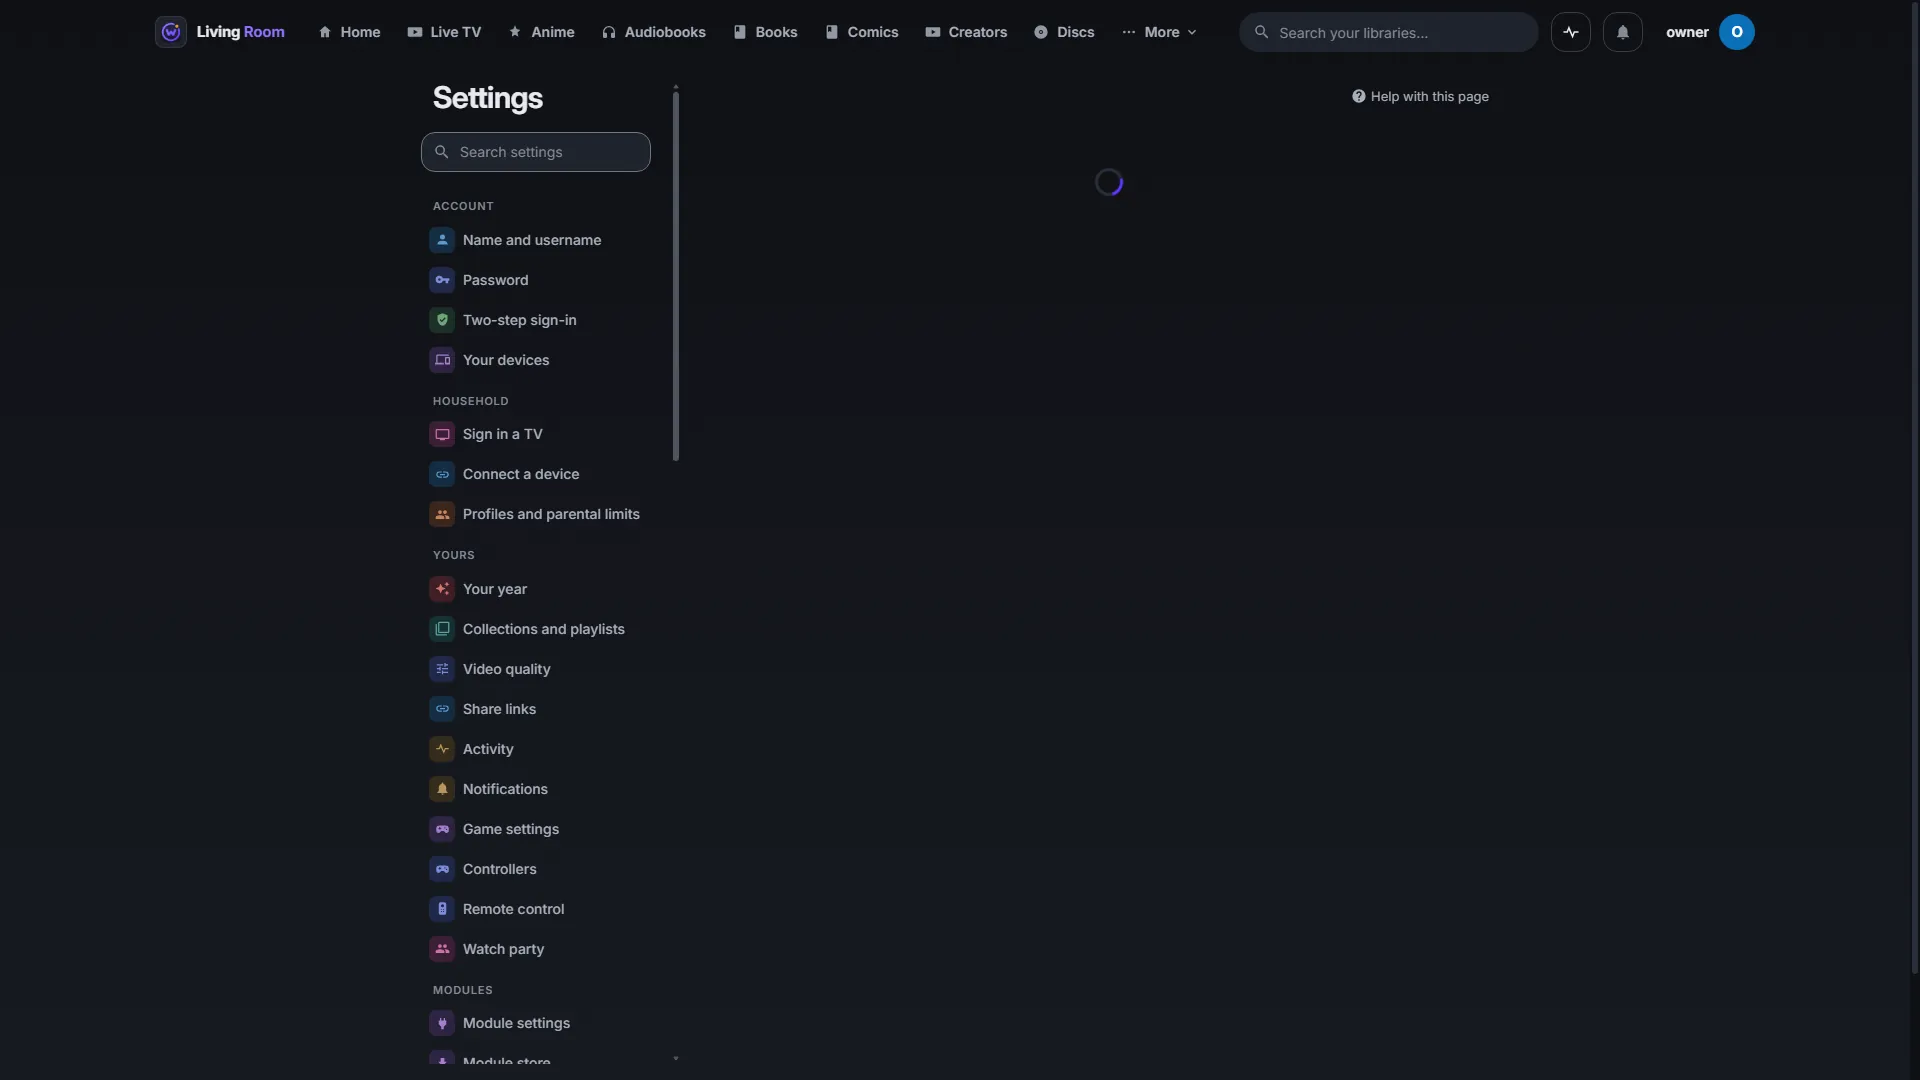 Living Room
Home
Live TV
Anime
Audiobooks
Books
Comics
Creators
Discs
More
Search your libraries...
owner
O
Settings
Help with this page
Search settings
ACCOUNT
Name and username
Password
Two-step sign-in
Your devices
HOUSEHOLD
Sign in a TV
Connect a device
Profiles and parental limits
YOURS
Your year
Collections and playlists
Video quality
Share links
Activity
Notifications
Game settings
Controllers
Remote control
Watch party
MODULES
Module settings
Module store